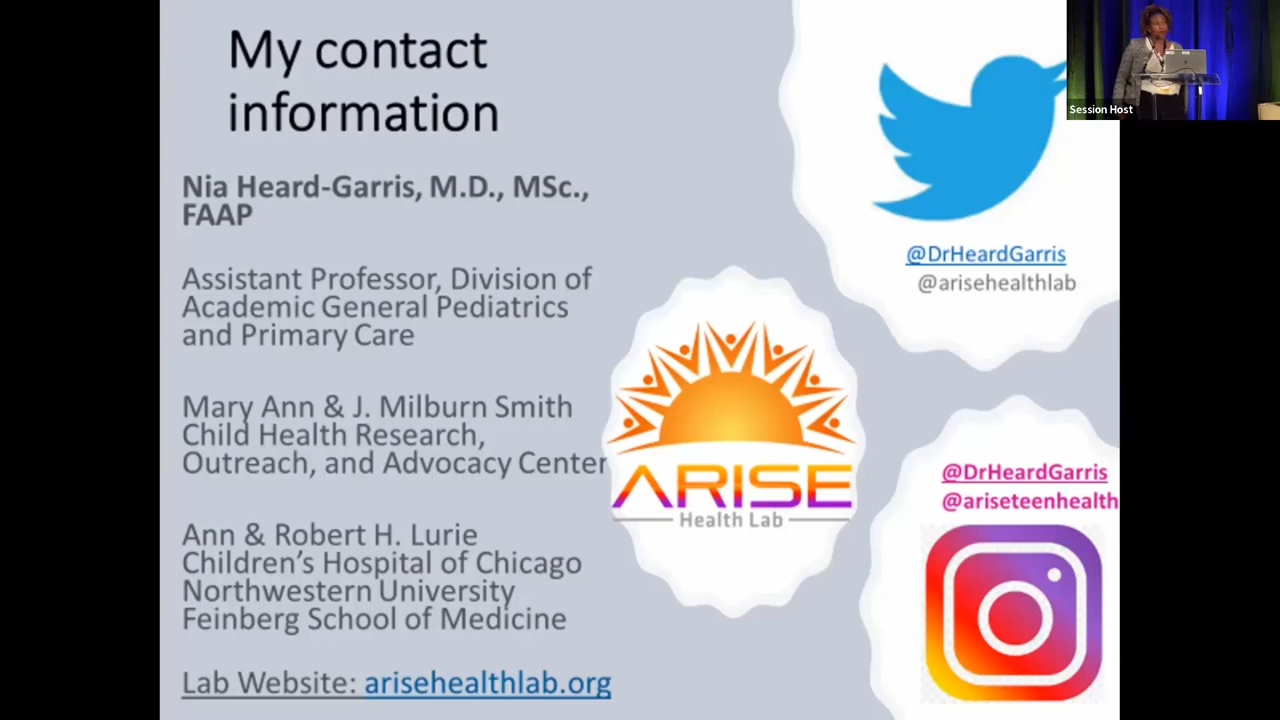 My contact
information
Nia Heard-Garris, M.D., MSc.,
FAAP
Assistant Professor, Division of
Academic General Pediatrics
and Primary Care
Mary Ann & J. Milburn Smith
Child Health Research,
Outreach, and Advocacy Center
Ann & Robert H. Lurie
Children's Hospital of Chicago
Northwestern University
Feinberg School of Medicine
Lab Website: arisehealthlab.org
ARISE
Health Lab
@DrHeardGarris
@arisehealthlab
@DrHeardGarris
@ariseteenhealth
Session Host